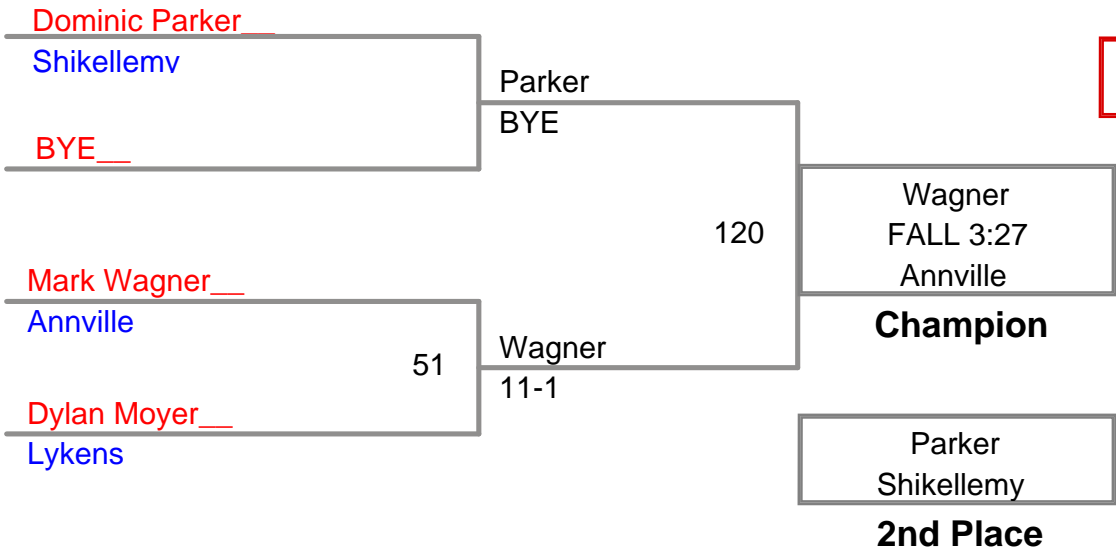 Dominic Parker__
Shikellemy
Parker
BYE
BYE__
Wagner
FALL 3:27
Annville
120
Mark Wagner__
Annville
Champion
Wagner
51
11-1
Dylan Moyer__
Lykens
Parker
Shikellemy
2nd Place